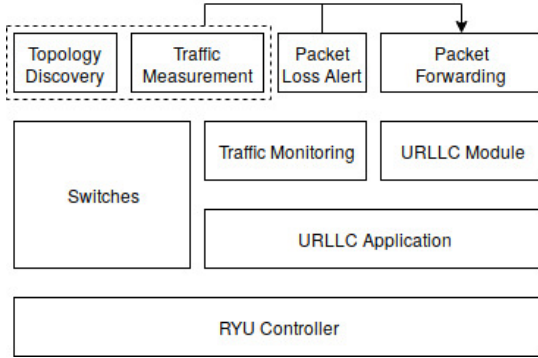 Topology
Discovery
Traffic
Measurement
Packet
Loss Alert
Packet
Forwarding
Switches
Traffic Monitoring
URLLC Module
URLLC Application
RYU Controller